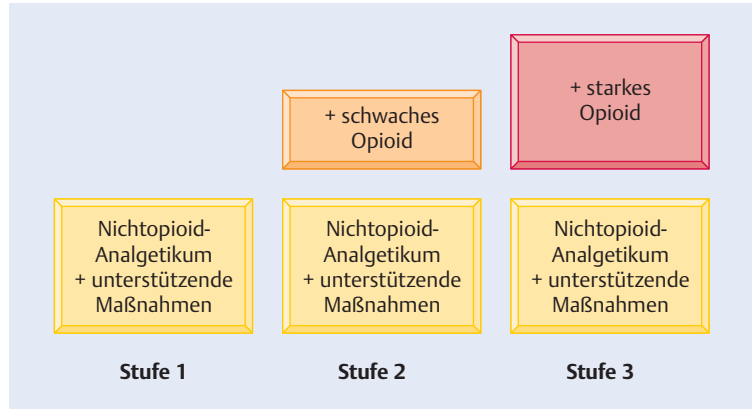 + schwaches
Opioid
+ starkes
Opioid
Nichtopioid-
Analgetikum
+ unterstützende
Maßnahmen
Nichtopioid-
Analgetikum
+ unterstützende
Maßnahmen
Nichtopioid-
Analgetikum
+ unterstützende
Maßnahmen
Stufe 1
Stufe 2
Stufe 3